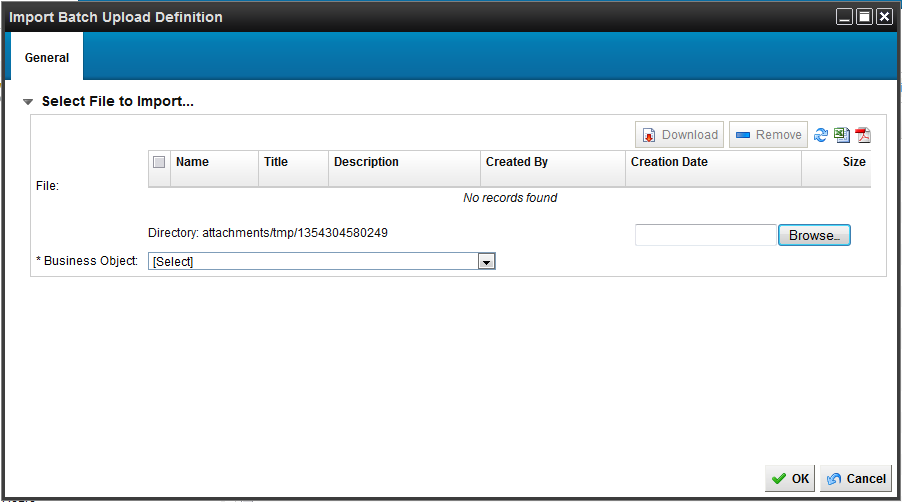 Import Batch Upload Definition
General
Select File to Import...
Download Remove
Name Title Description Created By Creation Date Size
File:
No records found
Directory: attachments/tmp/1354304580249 Browse...
* Business Object: [Select]
OK Cancel